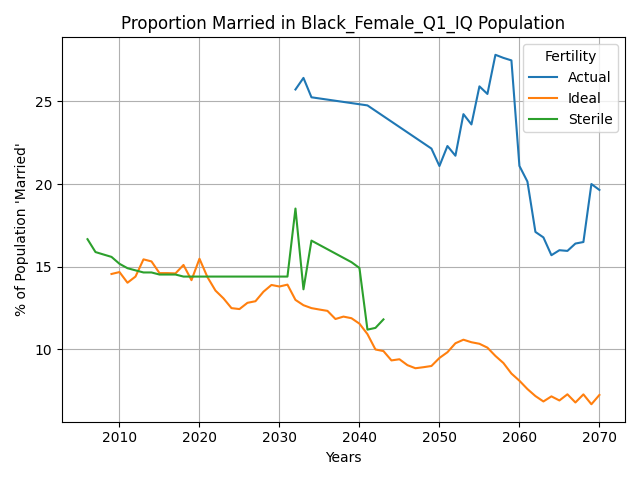 Proportion Married in Black_Female_Q1_IQ Population
Fertility
Actual
Ideal
Sterile
% of Population 'Married'
25
20
15
10
2010 2020 2030 2040 2050 2060 2070
Years